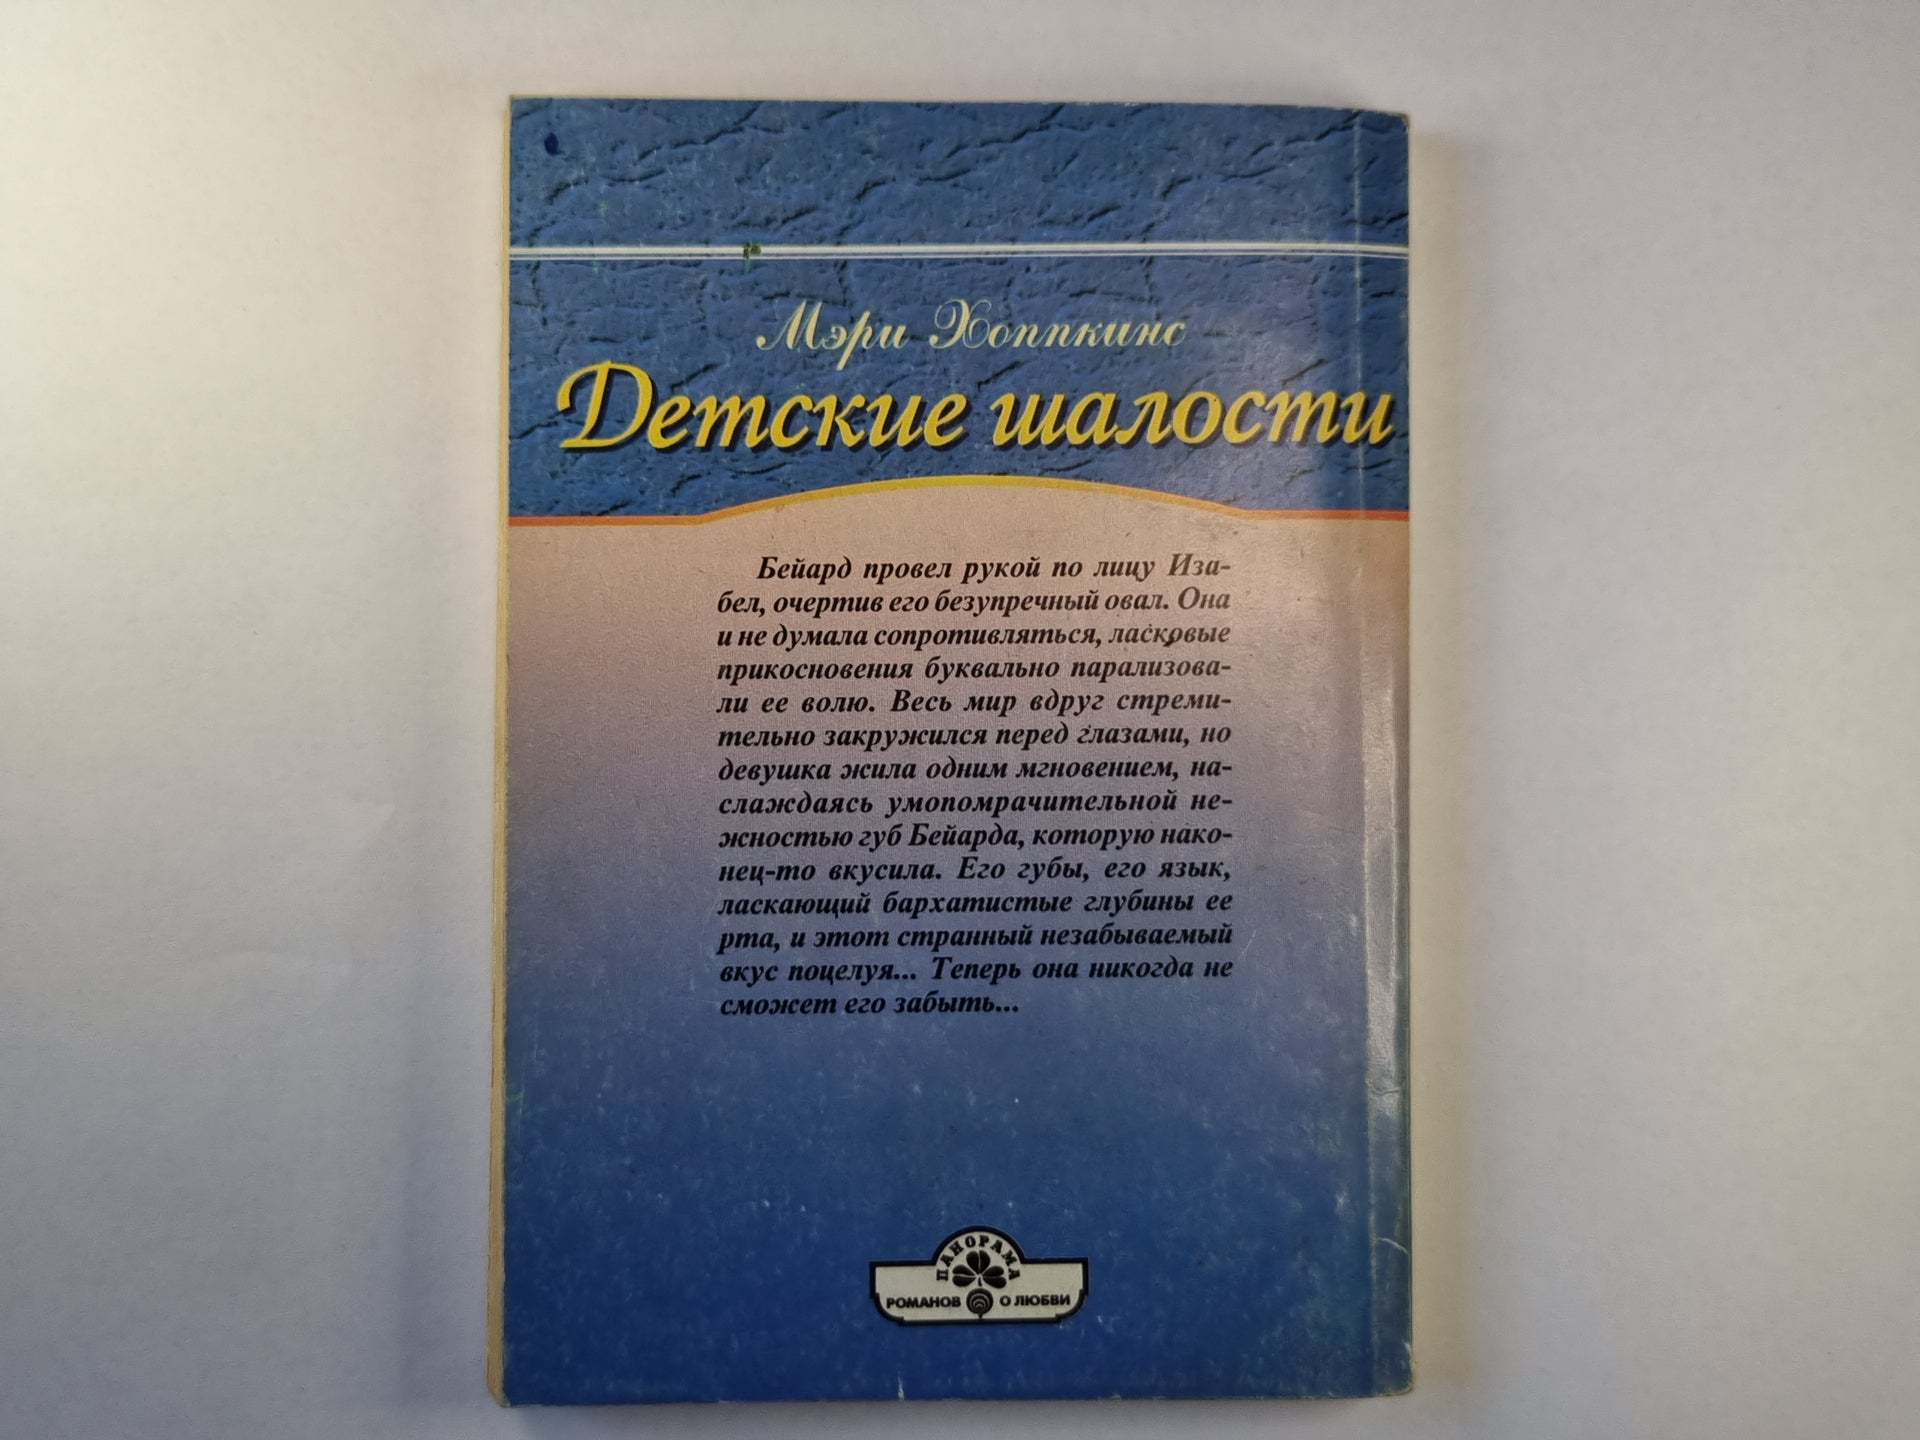 Мэри Хоппкинс
Детские шалости
Бейард провел рукой по лицу Иза-
бел, очертив его безупречный овал. Она
и не думала сопротивляться, ласковые
прикосновения буквально парализова-
ли ее волю. Весь мир вдруг стреми-
тельно закружился перед глазами, но
девушка жила одним мгновением, на-
слаждаясь умопомрачительной не-
жностью губ Бейарда, которую нако-
нец-то вкусила. Его губы, его язык,
ласкающий бархатистые глубины ее
рта, и этот странный незабываемый
вкус поцелуя... Теперь она никогда не
сможет его забыть...
ПАНОРАМА
РОМАНОВ О ЛЮБВИ